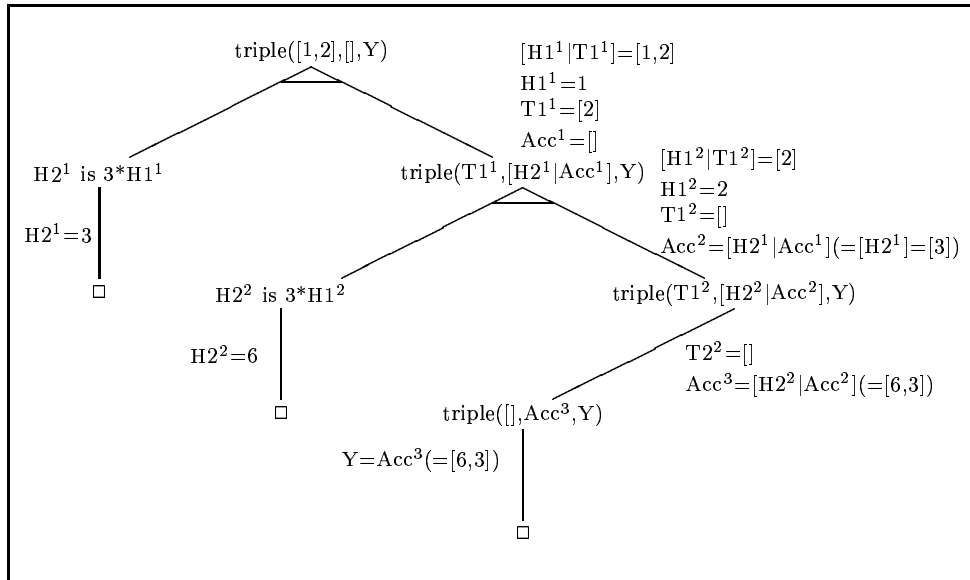 triple([1,2],[],Y)
[H1¹|T1¹]=[1,2]
H1¹=1
T1¹=[2]
Acc¹=[]
H2¹ is 3*H1¹
triple(T1¹,[H2¹|Acc¹],Y)
[H1²|T1²]=[2]
H1²=2
T1²=[]
Acc²=[H2¹|Acc¹](=[H2¹]=[3])
H2¹=3
H2² is 3*H1²
triple(T1²,[H2²|Acc²],Y)
H2²=6
T2²=[]
Acc³=[H2²|Acc²](=[6,3])
triple([],Acc³,Y)
Y=Acc³(=[6,3])